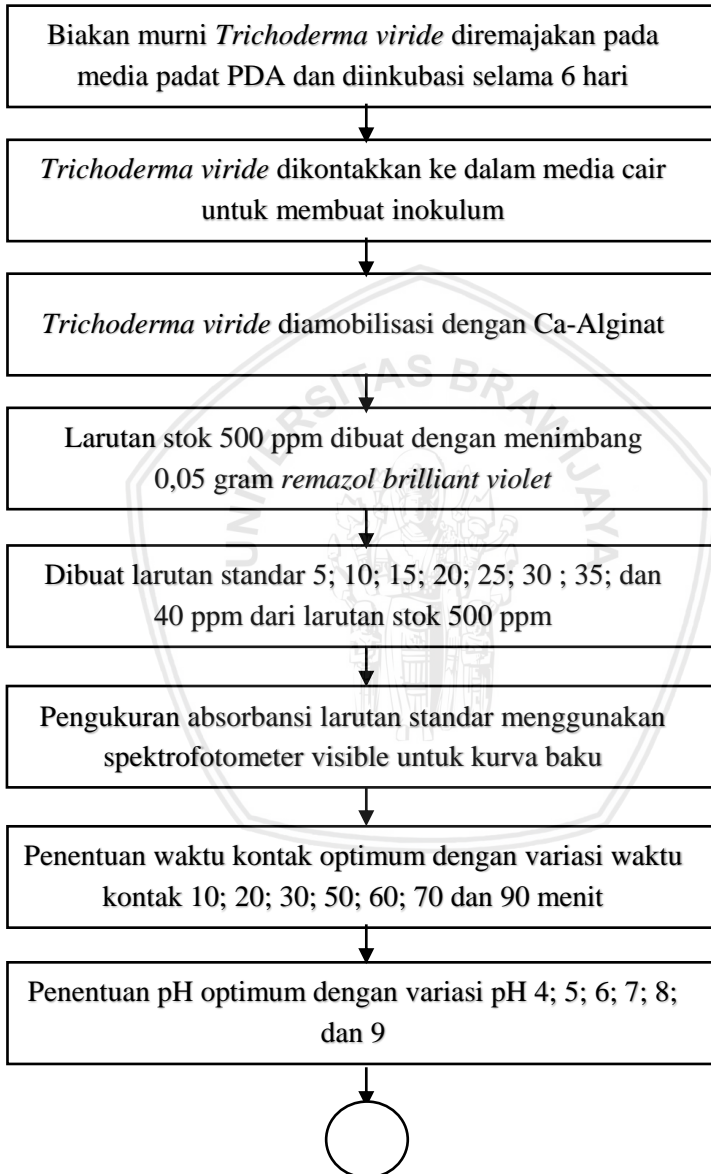 Biakan murni Trichoderma viride diremajakan pada
media padat PDA dan diinkubasi selama 6 hari
Trichoderma viride dikontakkan ke dalam media cair
untuk membuat inokulum
Trichoderma viride diamobilisasi dengan Ca-Alginat
UNIVERSITAS BRAWIJAYA
Larutan stok 500 ppm dibuat dengan menimbang
0,05 gram remazol brilliant violet
Dibuat larutan standar 5; 10; 15; 20; 25; 30 ; 35; dan
40 ppm dari larutan stok 500 ppm
Pengukuran absorbansi larutan standar menggunakan
spektrofotometer visible untuk kurva baku
Penentuan waktu kontak optimum dengan variasi waktu
kontak 10; 20; 30; 50; 60; 70 dan 90 menit
Penentuan pH optimum dengan variasi pH 4; 5; 6; 7; 8;
dan 9